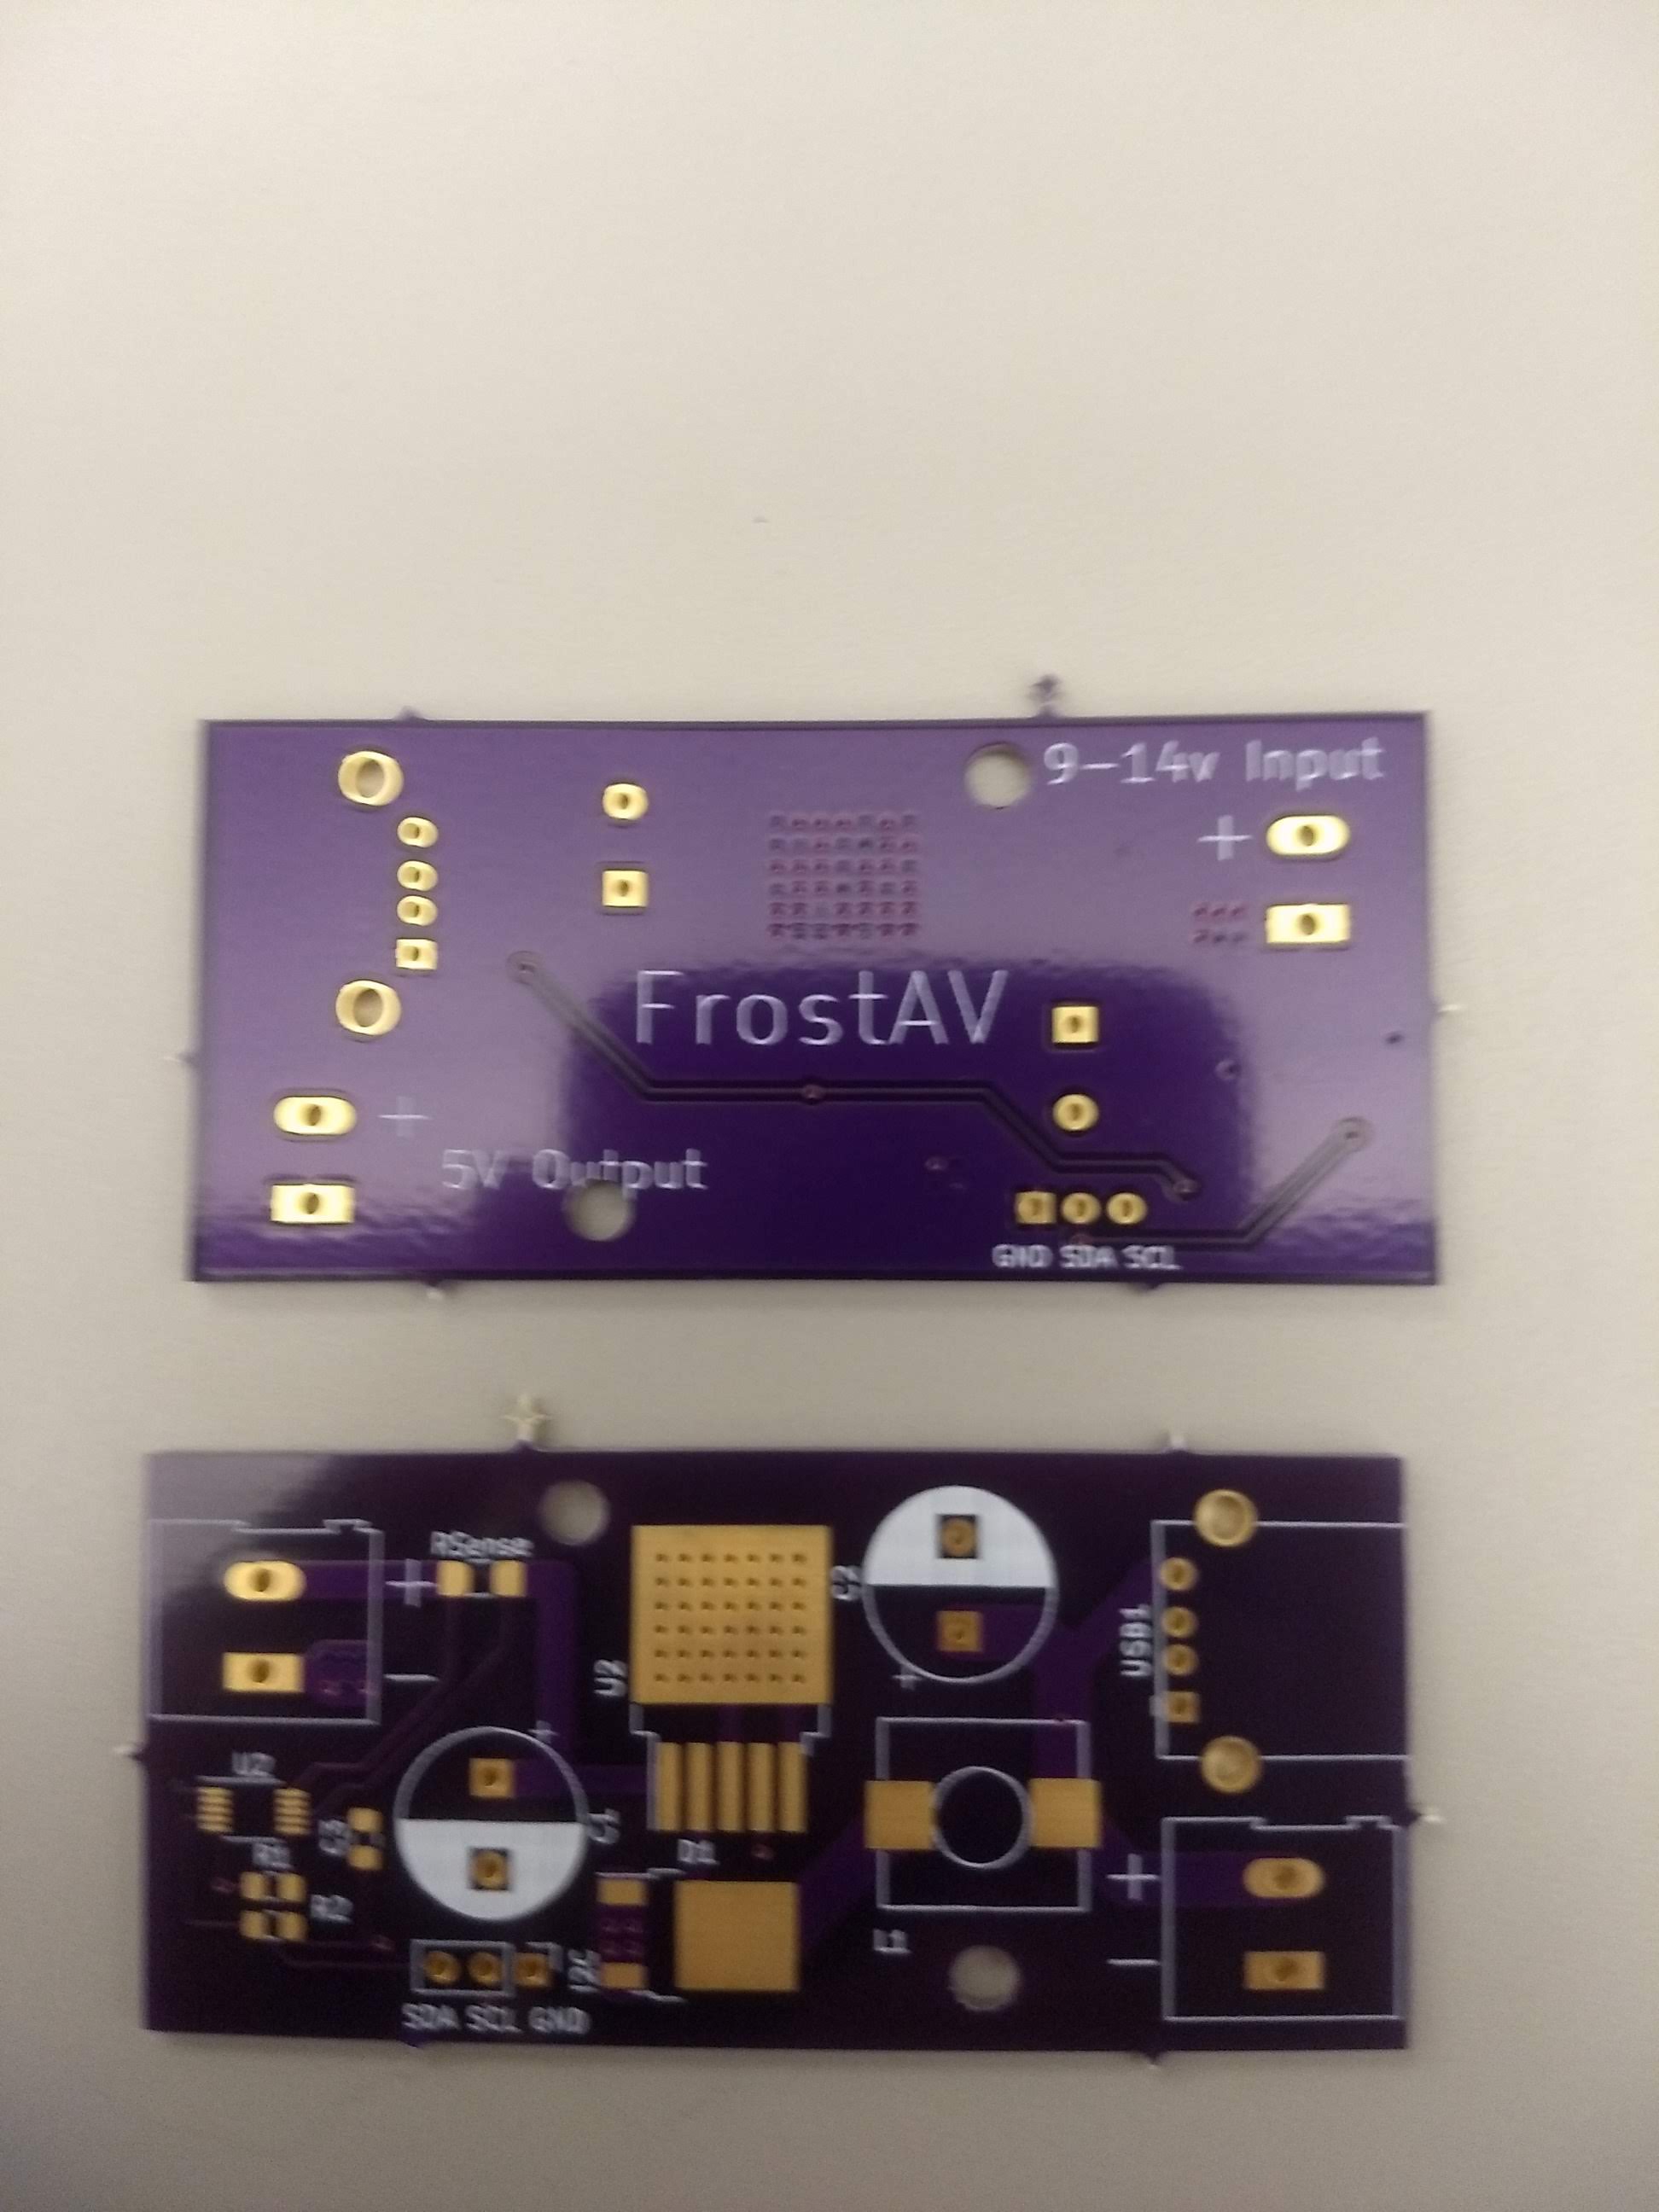 9-14v Input
+
FrostAV
+
5V Output
GND SDA SCL
RSense
+
C2
U2
USB1
+
-
+
U2
C3
C1
R1
D1
R2
+
L1
I2C
-
SDA SCL GND